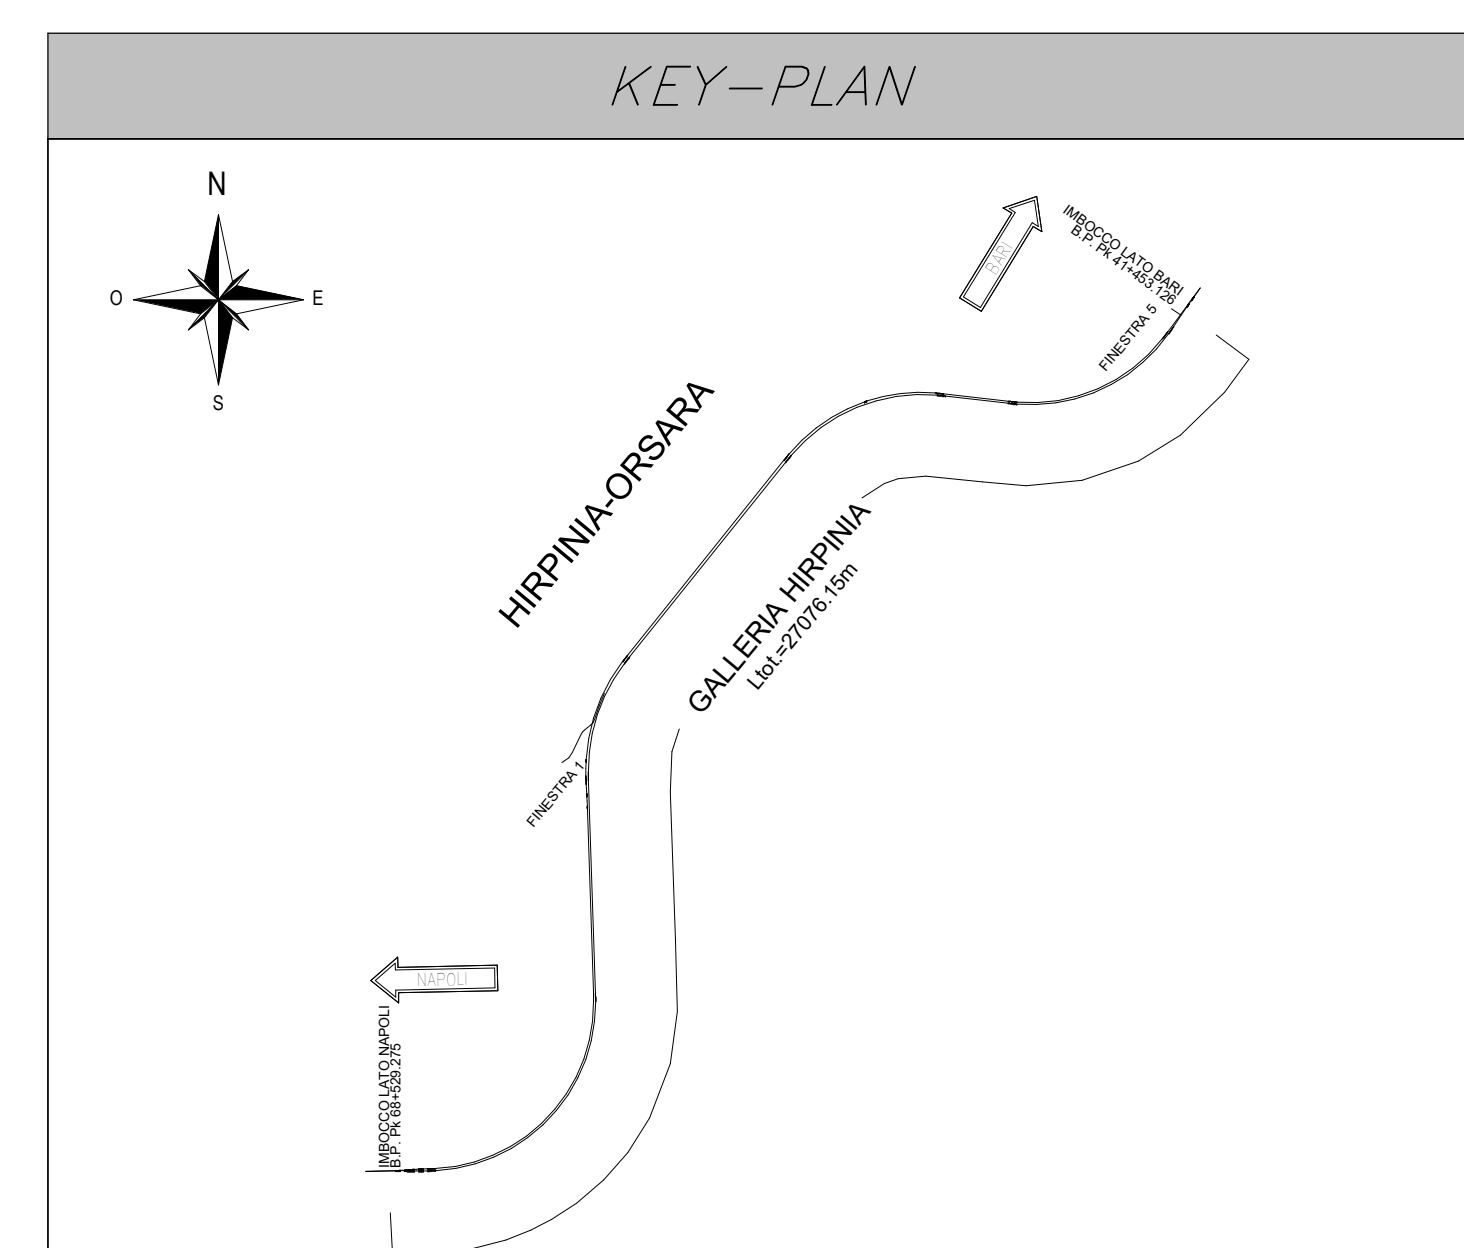 KEY-PLAN
N
O
E
S
BARI
IMBOCCO LATO BARI
B.P. Pk 41+453.126
FINESTRA 5
HIRPINIA-ORSARA
GALLERIA HIRPINIA
Ltot.=27076.15m
FINESTRA 1
NAPOLI
IMBOCCO LATO NAPOLI
B.P. Pk 68+529.275